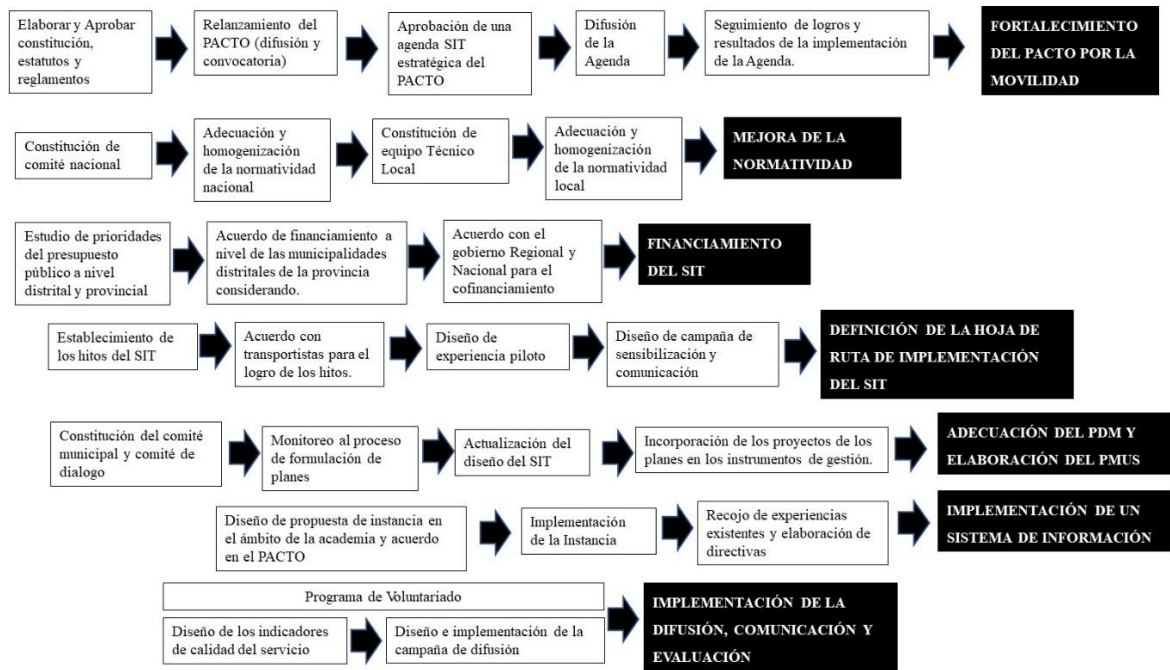 Elaborar y Aprobar
constitución,
estatutos y
reglamentos
Relanzamiento del
PACTO (difusión y
convocatoria)
Aprobación de una
agenda SIT
estratégica del
PACTO
Difusión
de la
Agenda
Seguimiento de logros y
resultados de la implementación
de la Agenda.
FORTALECIMIENTO
DEL PACTO POR LA
MOVILIDAD
Constitución de
comité nacional
Adecuación y
homogenización
de la normatividad
nacional
Constitución de
equipo Técnico
Local
Adecuación y
homogenización
de la normatividad
local
MEJORA DE LA
NORMATIVIDAD
Estudio de prioridades
del presupuesto
público a nivel
distrital y provincial
Acuerdo de financiamiento a
nivel de las municipalidades
distritales de la provincia
considerando.
Acuerdo con el
gobierno Regional y
Nacional para el
cofinanciamiento
FINANCIAMIENTO
DEL SIT
Establecimiento de
los hitos del SIT
Acuerdo con
transportistas para el
logro de los hitos.
Diseño de
experiencia piloto
Diseño de campaña de
sensibilización y
comunicación
DEFINICIÓN DE LA HOJA DE
RUTA DE IMPLEMENTACIÓN
DEL SIT
Constitución del comité
municipal y comité de
dialogo
Monitoreo al proceso
de formulación de
planes
Actualización del
diseño del SIT
Incorporación de los proyectos de los
planes en los instrumentos de gestión.
ADECUACIÓN DEL PDM Y
ELABORACIÓN DEL PMUS
Diseño de propuesta de instancia en
el ámbito de la academia y acuerdo
en el PACTO
Implementación
de la Instancia
Recojo de experiencias
existentes y elaboración de
directivas
IMPLEMENTACIÓN DE UN
SISTEMA DE INFORMACIÓN
Programa de Voluntariado
Diseño de los indicadores
de calidad del servicio
Diseño e implementación de la
campaña de difusión
IMPLEMENTACIÓN DE LA
DIFUSIÓN, COMUNICACIÓN Y
EVALUACIÓN